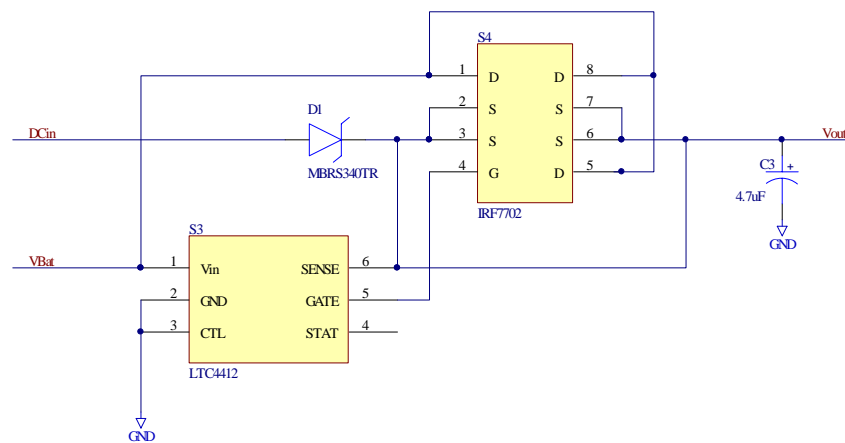 S4
1 D D 8
D1
2 S S 7
DCin
3 S S 6
Vout
MBRS340TR
4 G D 5
C3 +
4.7uF
IRF7702
S3
GND
VBat
1 Vin SENSE 6
2 GND GATE 5
3 CTL STAT 4
LTC4412
GND